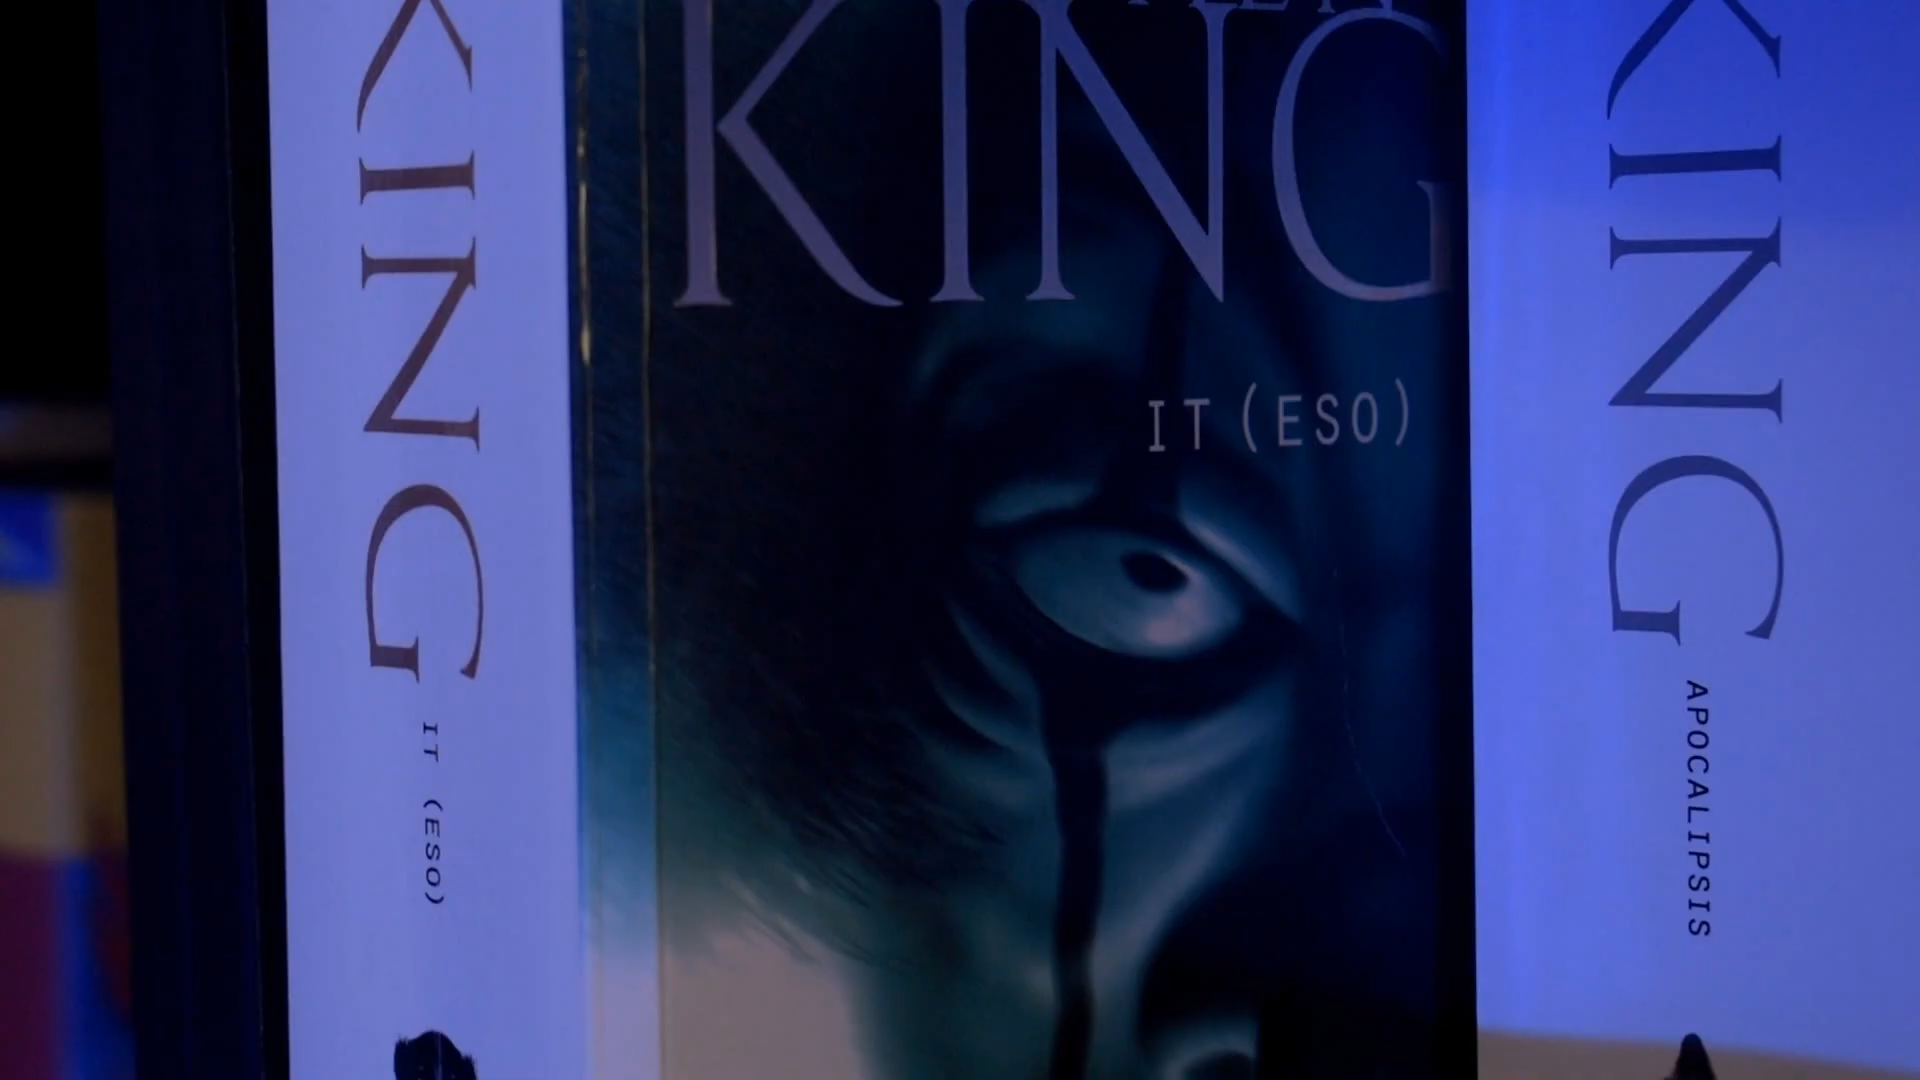 KING
IT (ESO)
KING
IT (ESO)
KING
APOCALIPSIS